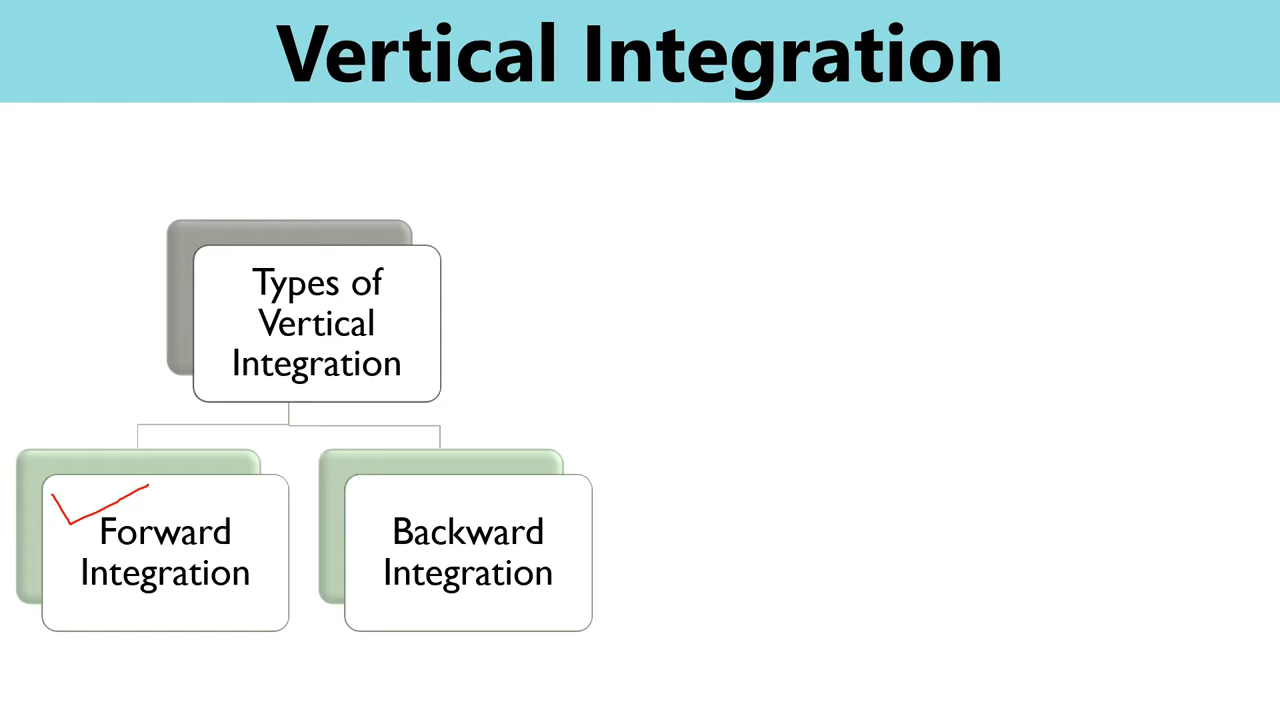 Vertical Integration
Types of
Vertical
Integration
Forward
Integration
Backward
Integration